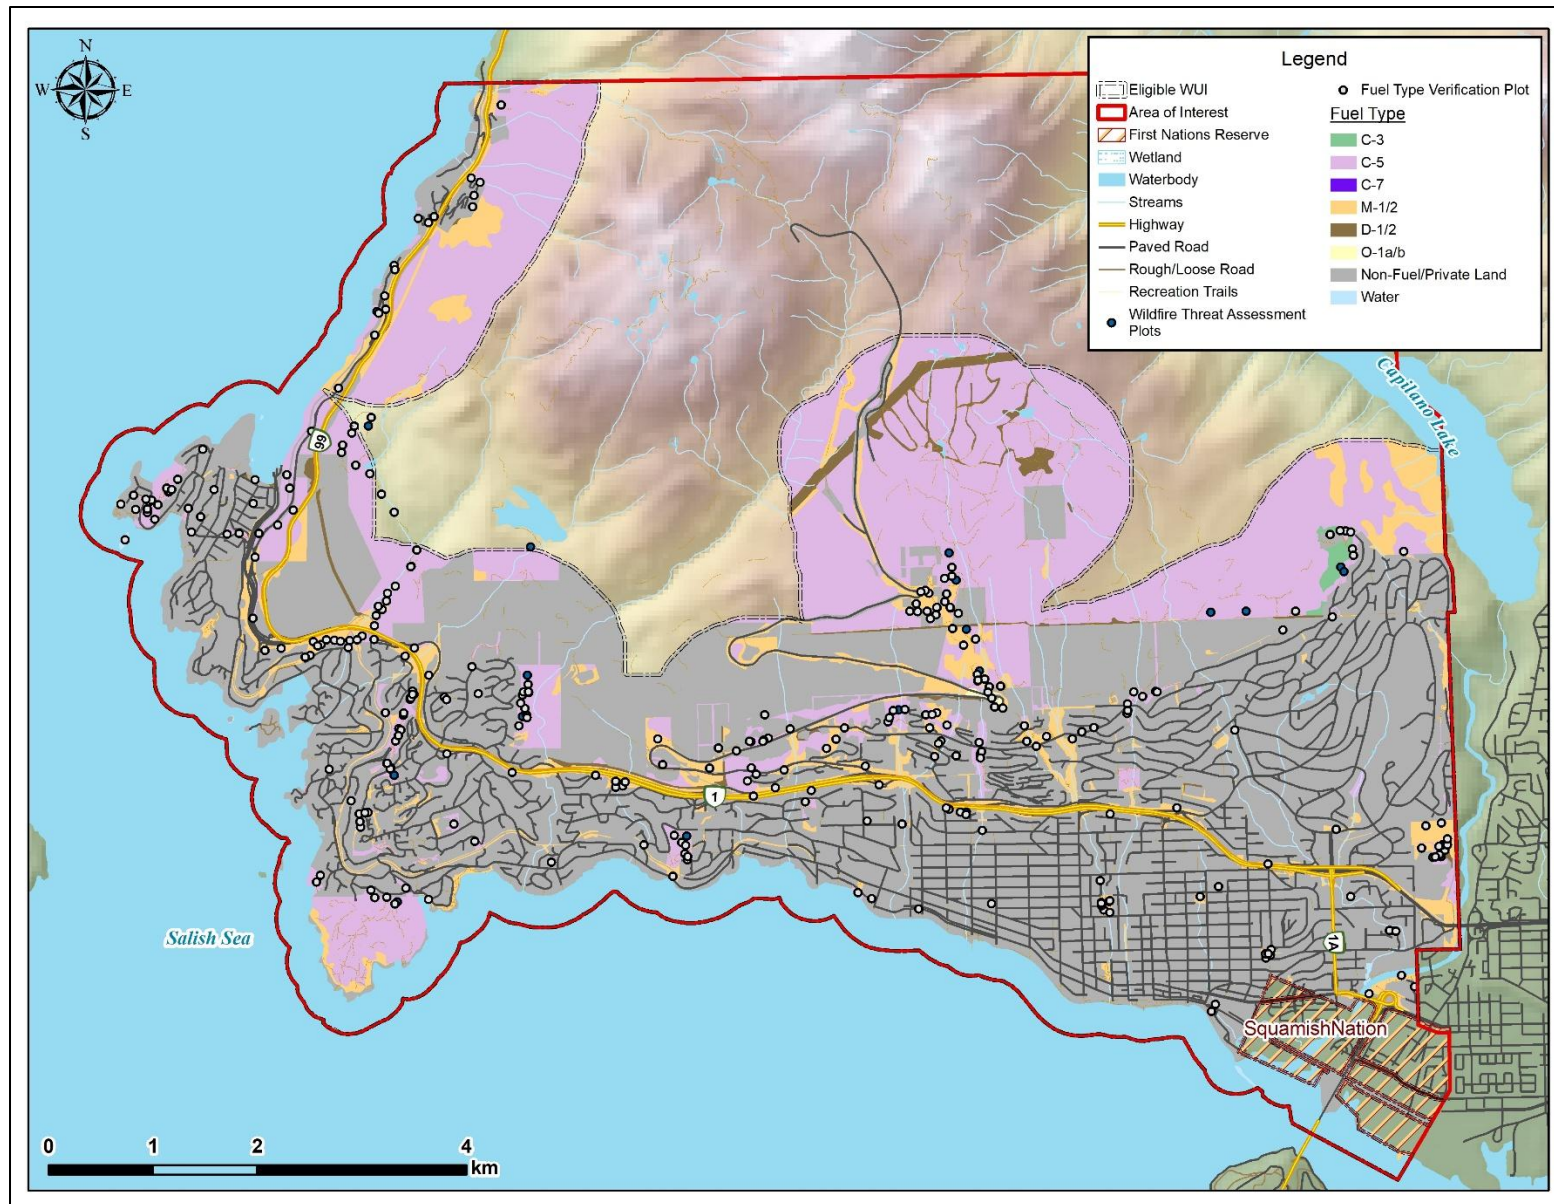 N
W E
S
Legend
Eligible WUI
Area of Interest
First Nations Reserve
Wetland
Waterbody
Streams
Highway
Paved Road
Rough/Loose Road
Recreation Trails
Wildfire Threat Assessment
Plots
Fuel Type Verification Plot
Fuel Type
C-3
C-5
C-7
M-1/2
D-1/2
O-1a/b
Non-Fuel/Private Land
Water
Capilano Lake
99
1
1A
Salish Sea
SquamishNation
0 1 2 4
km